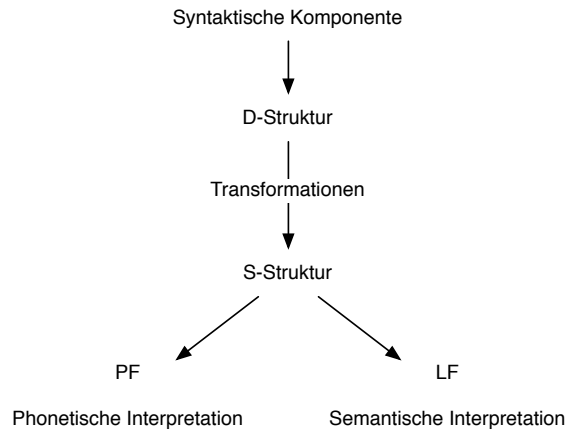 Syntaktische Komponente
D-Struktur
Transformationen
S-Struktur
PF LF
Phonetische Interpretation Semantische Interpretation